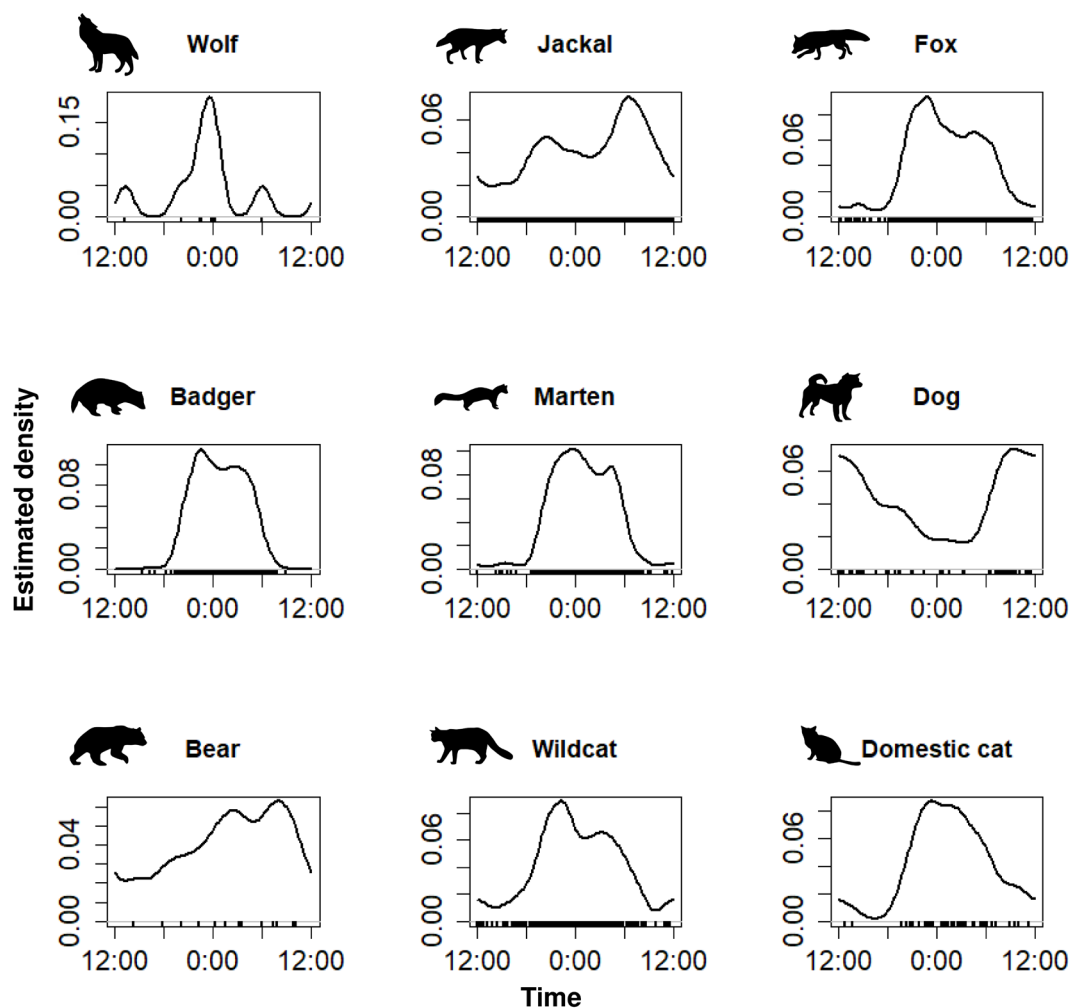 Wolf Jackal Fox
0.15 0.06 0.06
0.00 0.00 0.00
12:00 0:00 12:00 12:00 0:00 12:00 12:00 0:00 12:00
Estimated density
Badger Marten Dog
0.08 0.08 0.06
0.00 0.00 0.00
12:00 0:00 12:00 12:00 0:00 12:00 12:00 0:00 12:00
Bear Wildcat Domestic cat
0.04 0.06 0.06
0.00 0.00 0.00
12:00 0:00 12:00 12:00 0:00 12:00 12:00 0:00 12:00
Time